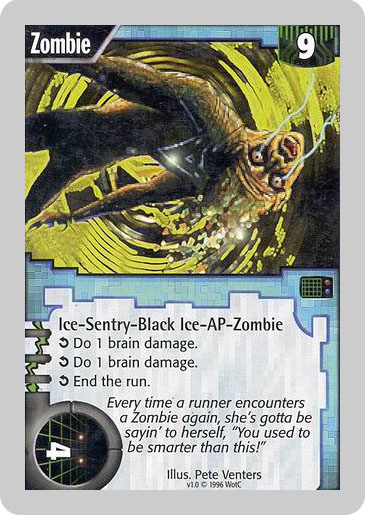 Zombie
9
Ice-Sentry-Black Ice-AP-Zombie
Do 1 brain damage.
Do 1 brain damage.
End the run.
Every time a runner encounters
a Zombie again, she's gotta be
sayin' to herself, "You used to
be smarter than this!"
4
Illus. Pete Venters
v1.0 © 1996 WotC